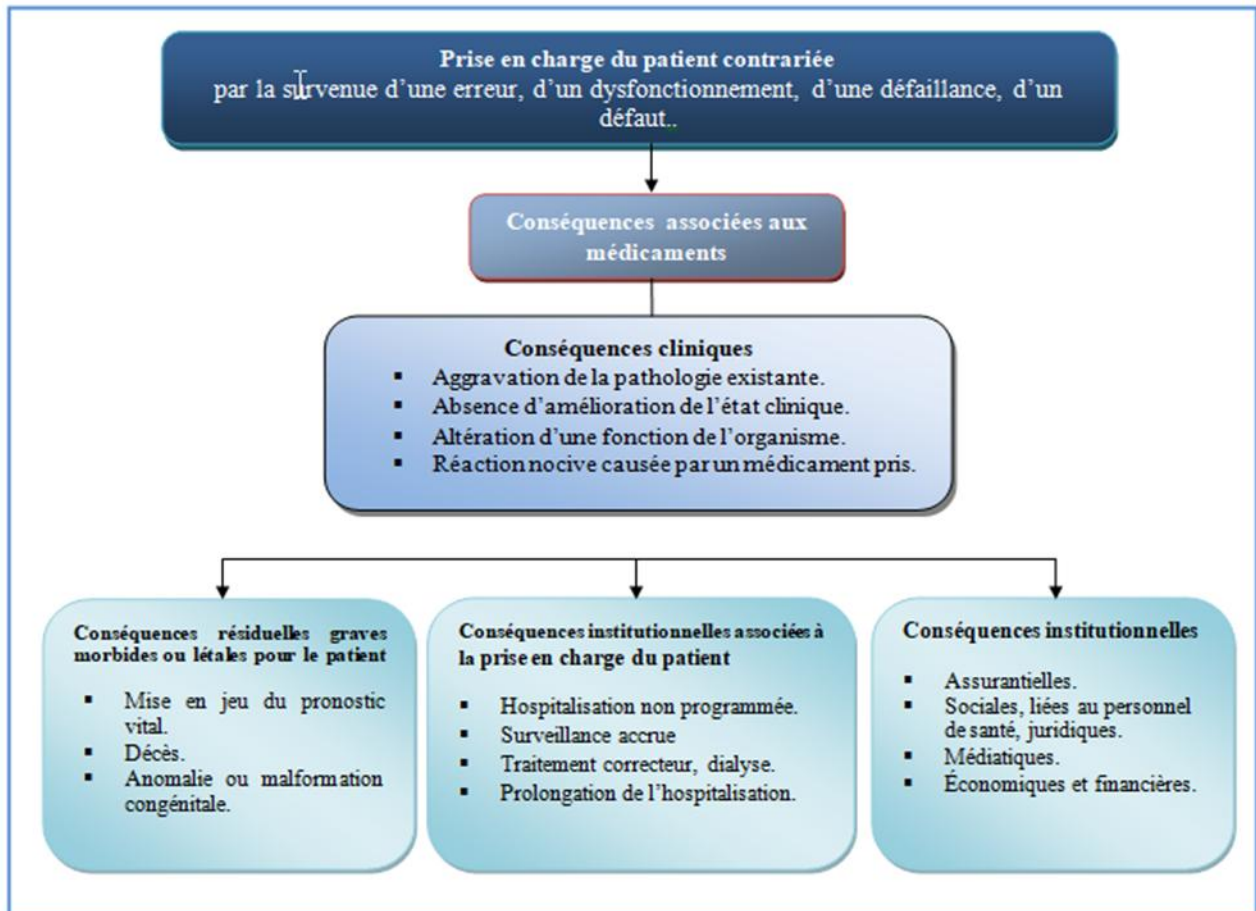 Prise en charge du patient contrariée
par la survenue d’une erreur, d’un dysfonctionnement, d’une défaillance, d’un
défaut..
Conséquences associées aux
médicaments
Conséquences cliniques
▪ Aggravation de la pathologie existante.
▪ Absence d’amélioration de l’état clinique.
▪ Altération d’une fonction de l’organisme.
▪ Réaction nocive causée par un médicament pris.
Conséquences résiduelles graves
morbides ou létales pour le patient
▪ Mise en jeu du pronostic
vital.
▪ Décès.
▪ Anomalie ou malformation
congénitale.
Conséquences institutionnelles associées à
la prise en charge du patient
▪ Hospitalisation non programmée.
▪ Surveillance accrue
▪ Traitement correcteur, dialyse.
▪ Prolongation de l’hospitalisation.
Conséquences institutionnelles
▪ Assurantielles.
▪ Sociales, liées au personnel
de santé, juridiques.
▪ Médiatiques.
▪ Économiques et financières.